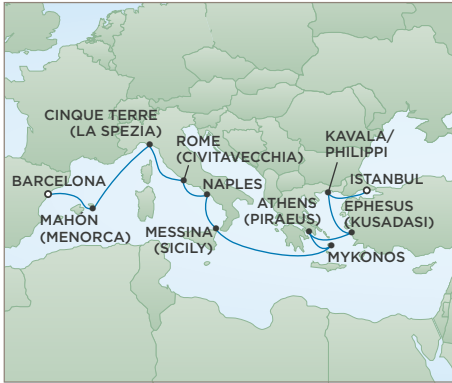 CINQUE TERRE
(LA SPEZIA)
ROME
(CIVITAVECCHIA)
KAVALA/
PHILIPPI
BARCELONA
NAPLES
ISTANBUL
MAHÓN
(MENORCA)
ATHENS
(PIRAEUS)
EPHESUS
(KUSADASI)
MESSINA
(SICILY)
MYKONOS